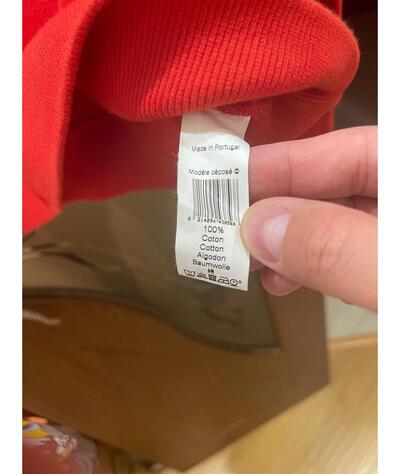 Made in Portugal
Modèle déposé ©
100%
Coton
Cotton
Algodon
Baumwolle